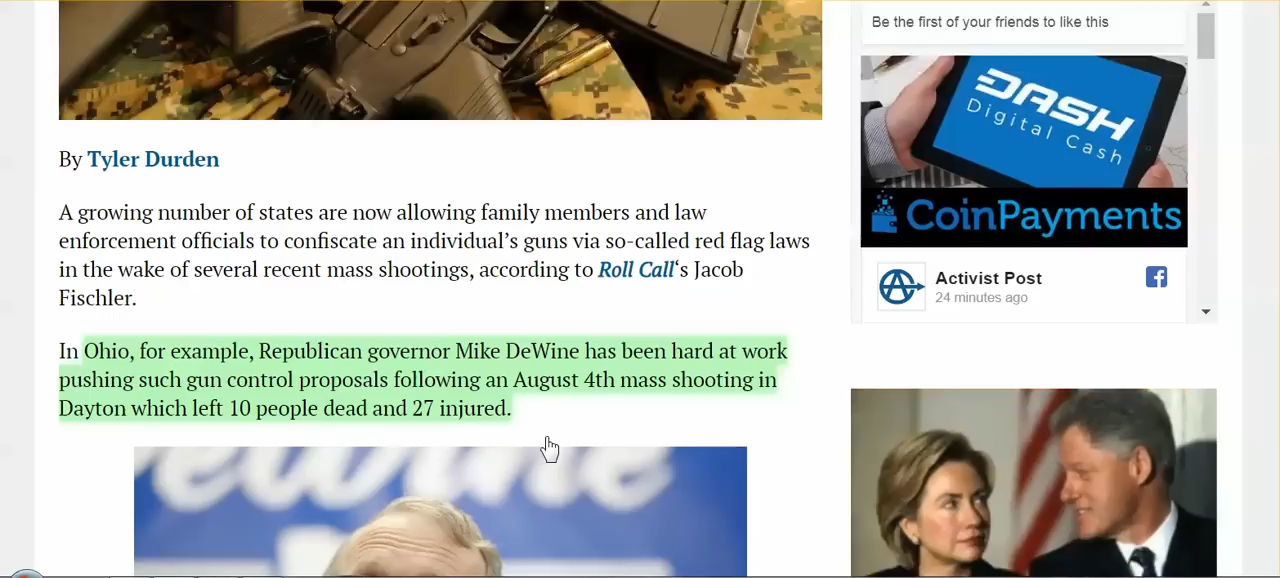 Be the first of your friends to like this
DASH
Digital Cash
CoinPayments
By Tyler Durden
A growing number of states are now allowing family members and law
enforcement officials to confiscate an individual’s guns via so-called red flag laws
in the wake of several recent mass shootings, according to Roll Call‘s Jacob
Fischler.
Activist Post
24 minutes ago
In Ohio, for example, Republican governor Mike DeWine has been hard at work
pushing such gun control proposals following an August 4th mass shooting in
Dayton which left 10 people dead and 27 injured.